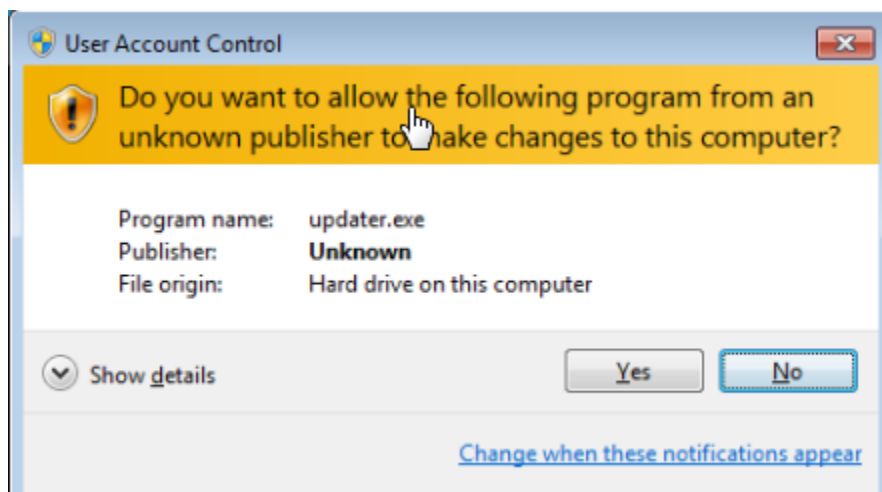 User Account Control
Do you want to allow the following program from an
unknown publisher to make changes to this computer?
Program name: updater.exe
Publisher: Unknown
File origin: Hard drive on this computer
Show details Yes No
Change when these notifications appear